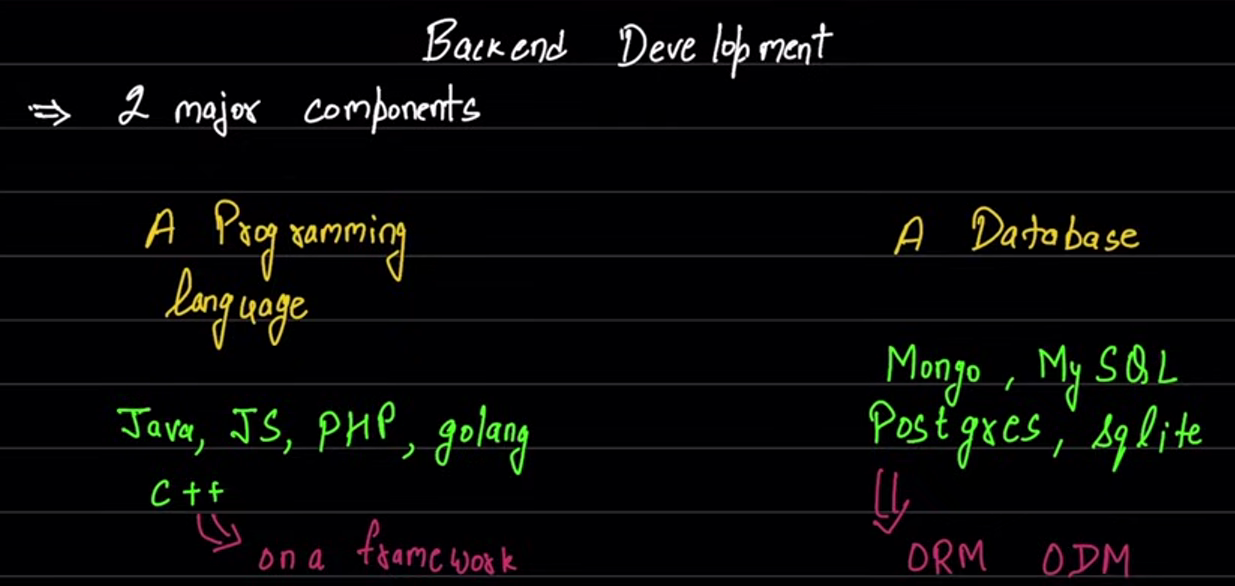 Backend Development
⇒ 2 major components
A Programming
language
A Database
Java, JS, PHP, golang
C++
on a framework
Mongo, MySQL
Postgres, sqlite
ORM ODM